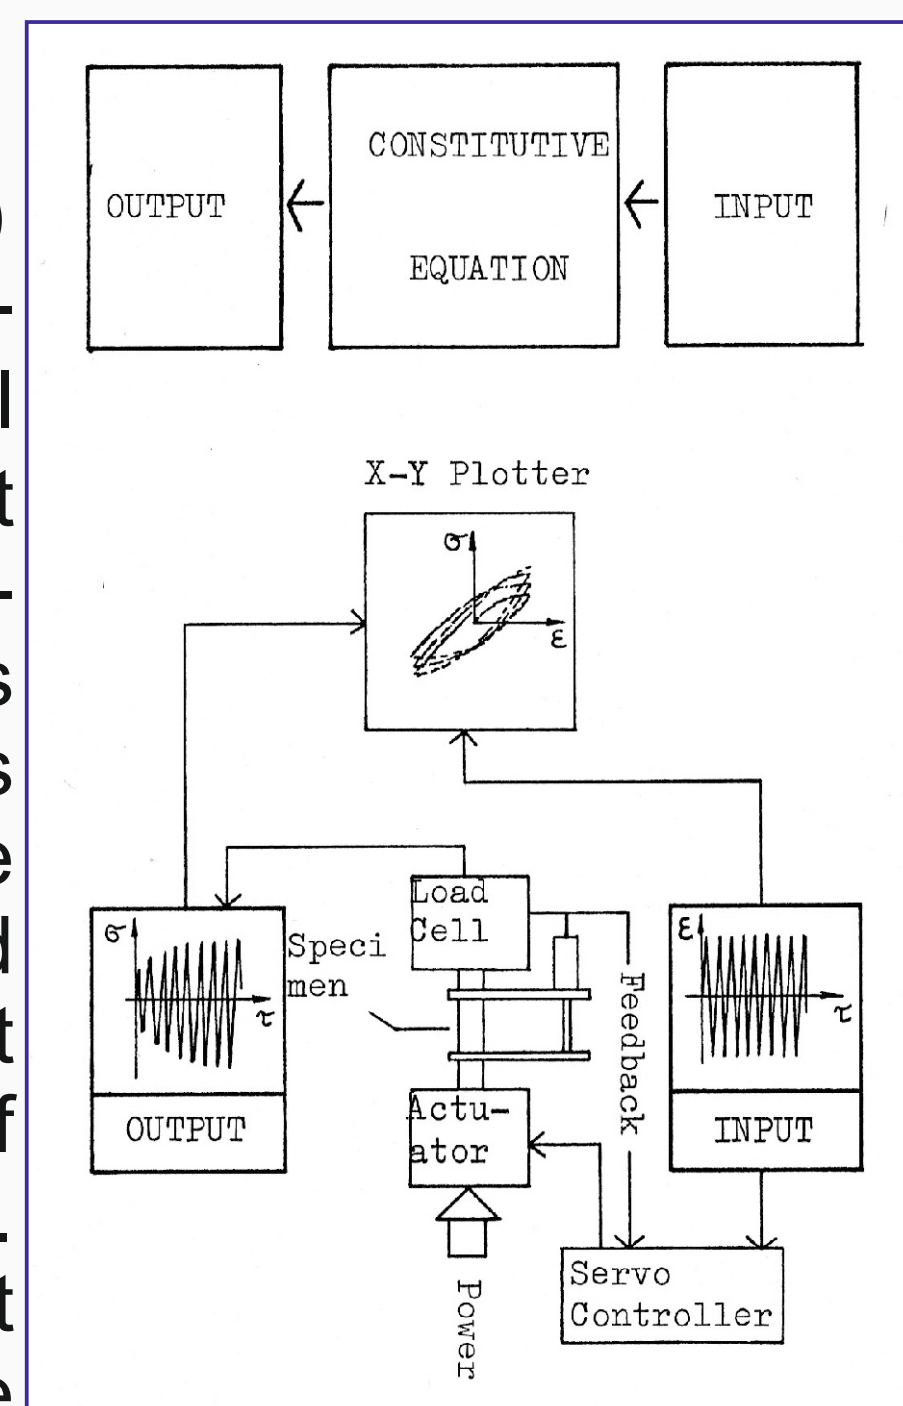 OUTPUT
CONSTITUTIVE
EQUATION
INPUT
X-Y Plotter
σ
ε
σ
τ
OUTPUT
Speci
men
Load
Cell
Feedback
ε
τ
INPUT
Actu-
ator
Power
Servo
Controller